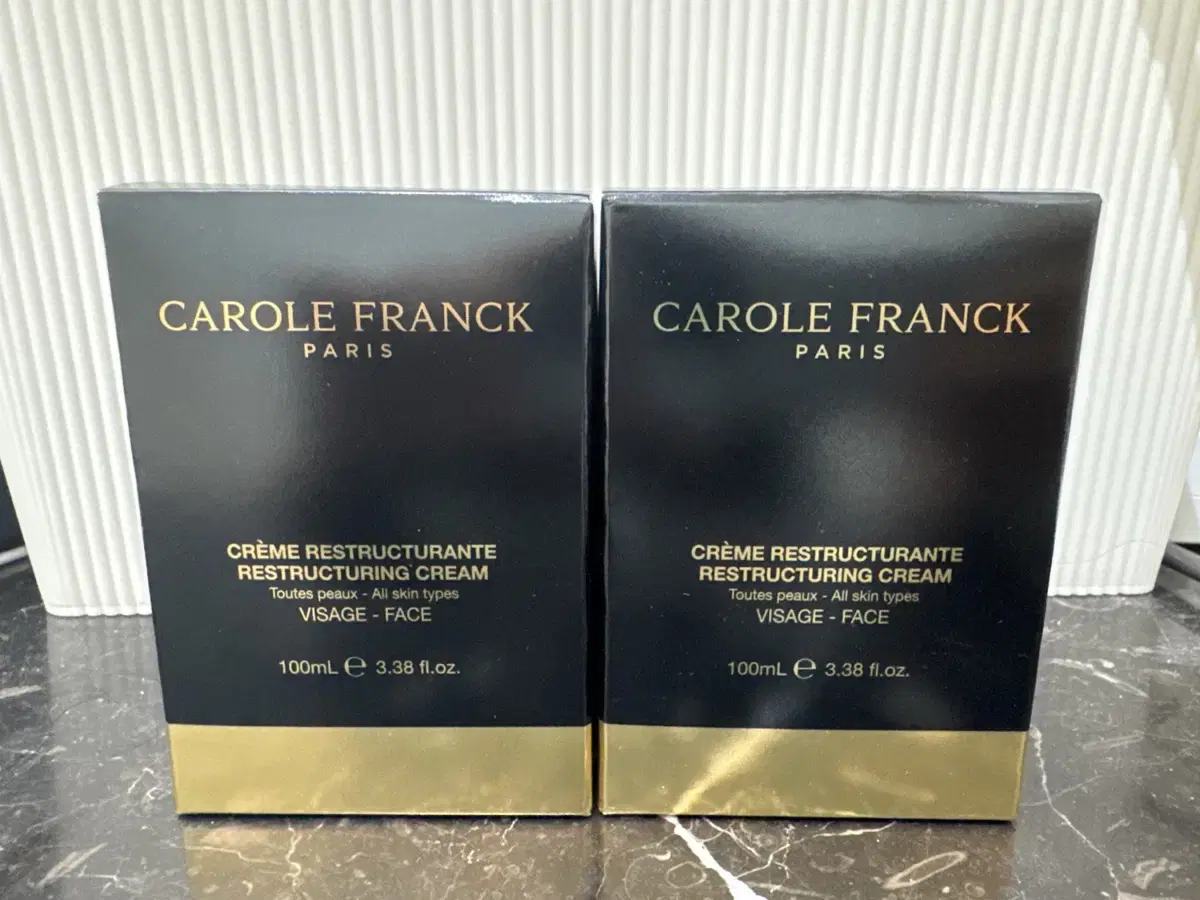 CAROLE FRANCK
PARIS
CRÈME RESTRUCTURANTE
RESTRUCTURING CREAM
Toutes peaux - All skin types
VISAGE - FACE
100mL ℮ 3.38 fl.oz.
CAROLE FRANCK
PARIS
CRÈME RESTRUCTURANTE
RESTRUCTURING CREAM
Toutes peaux - All skin types
VISAGE - FACE
100mL ℮ 3.38 fl.oz.